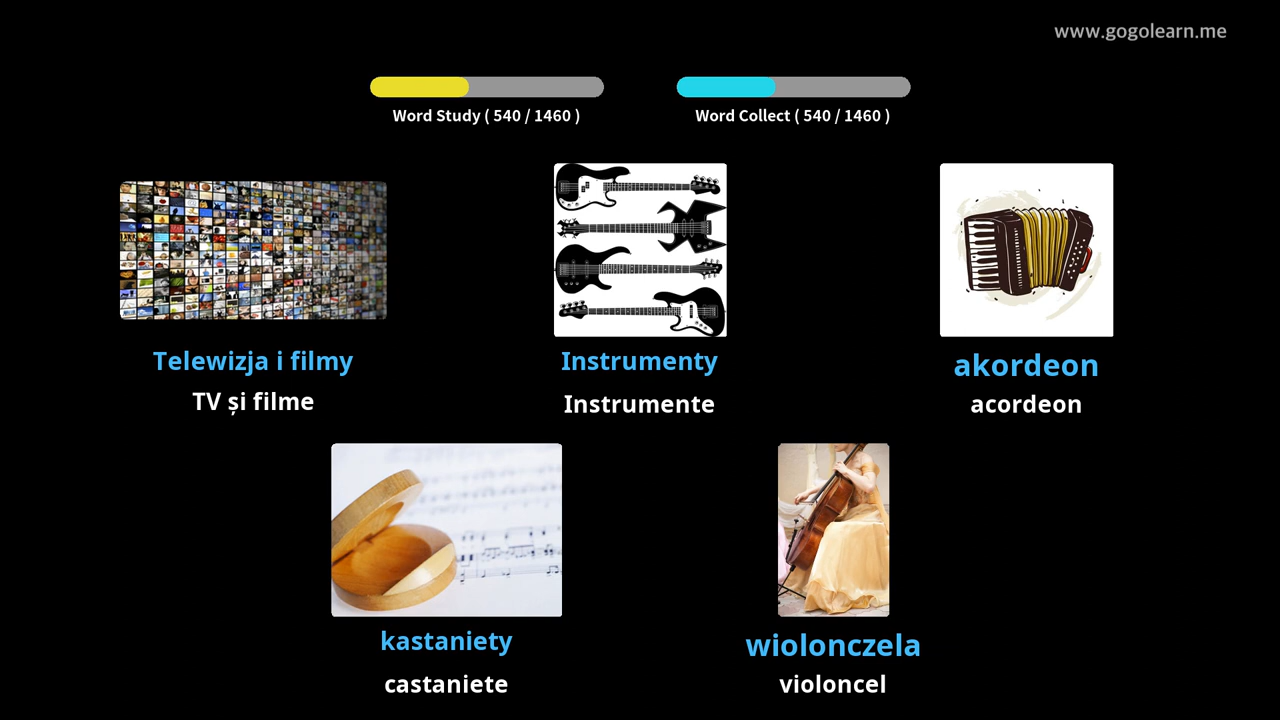 www.gogolearn.me
Word Study ( 540 / 1460 )
Word Collect ( 540 / 1460 )
Telewizja i filmy
TV și filme
Instrumenty
Instrumente
akordeon
acordeon
kastaniety
castaniete
wiolonczela
violoncel